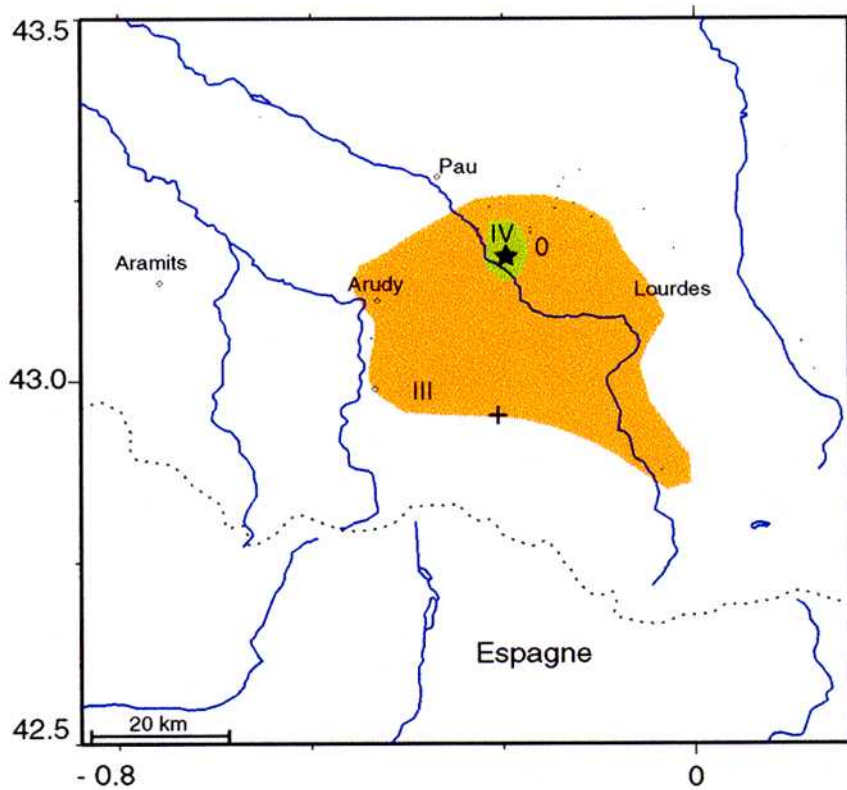 43.5
Pau
IV
0
Aramits
Arudy
Lourdes
43.0
III
Espagne
20 km
42.5
- 0.8
0